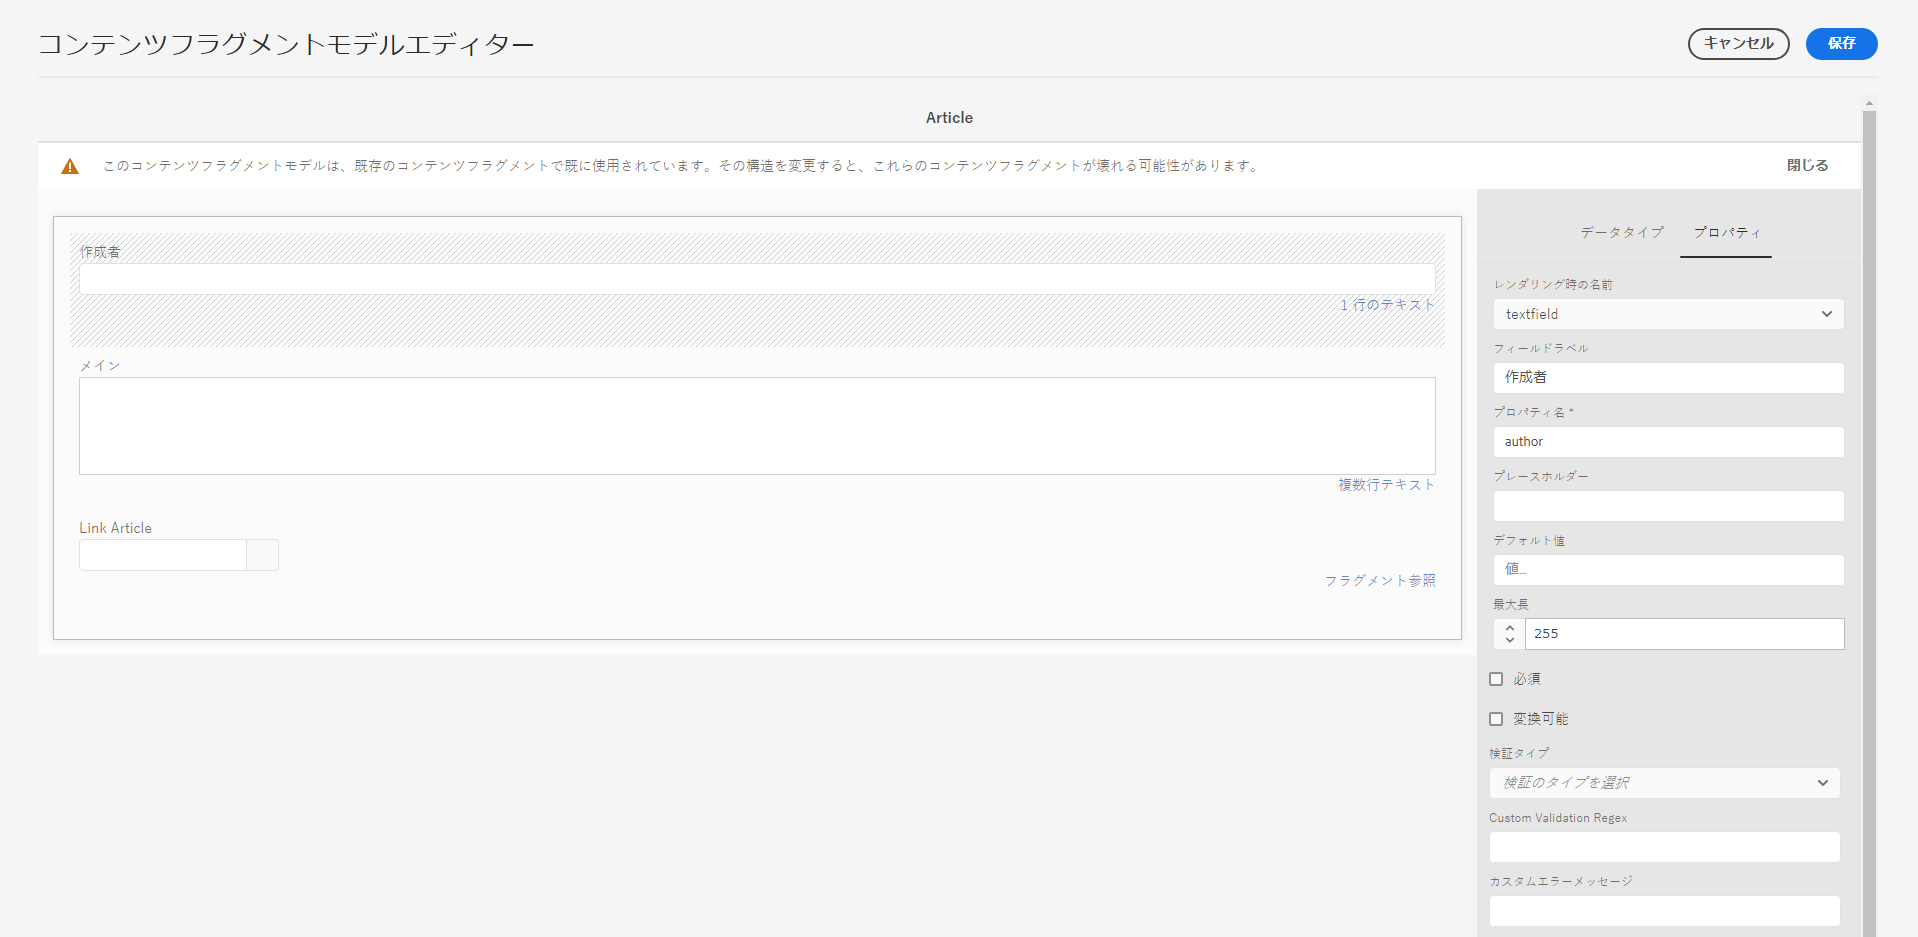 コンテンツフラグメントモデルエディター
キャンセル
保存
Article
このコンテンツフラグメントモデルは、既存のコンテンツフラグメントで既に使用されています。その構造を変更すると、これらのコンテンツフラグメントが壊れる可能性があります。
閉じる
作成者
1 行のテキスト
メイン
複数行テキスト
Link Article
フラグメント参照
データタイプ
プロパティ
レンダリング時の名前
textfield
フィールドラベル
作成者
プロパティ名 *
author
プレースホルダー
デフォルト値
値...
最大長
255
必須
変換可能
検証タイプ
検証のタイプを選択
Custom Validation Regex
カスタムエラーメッセージ